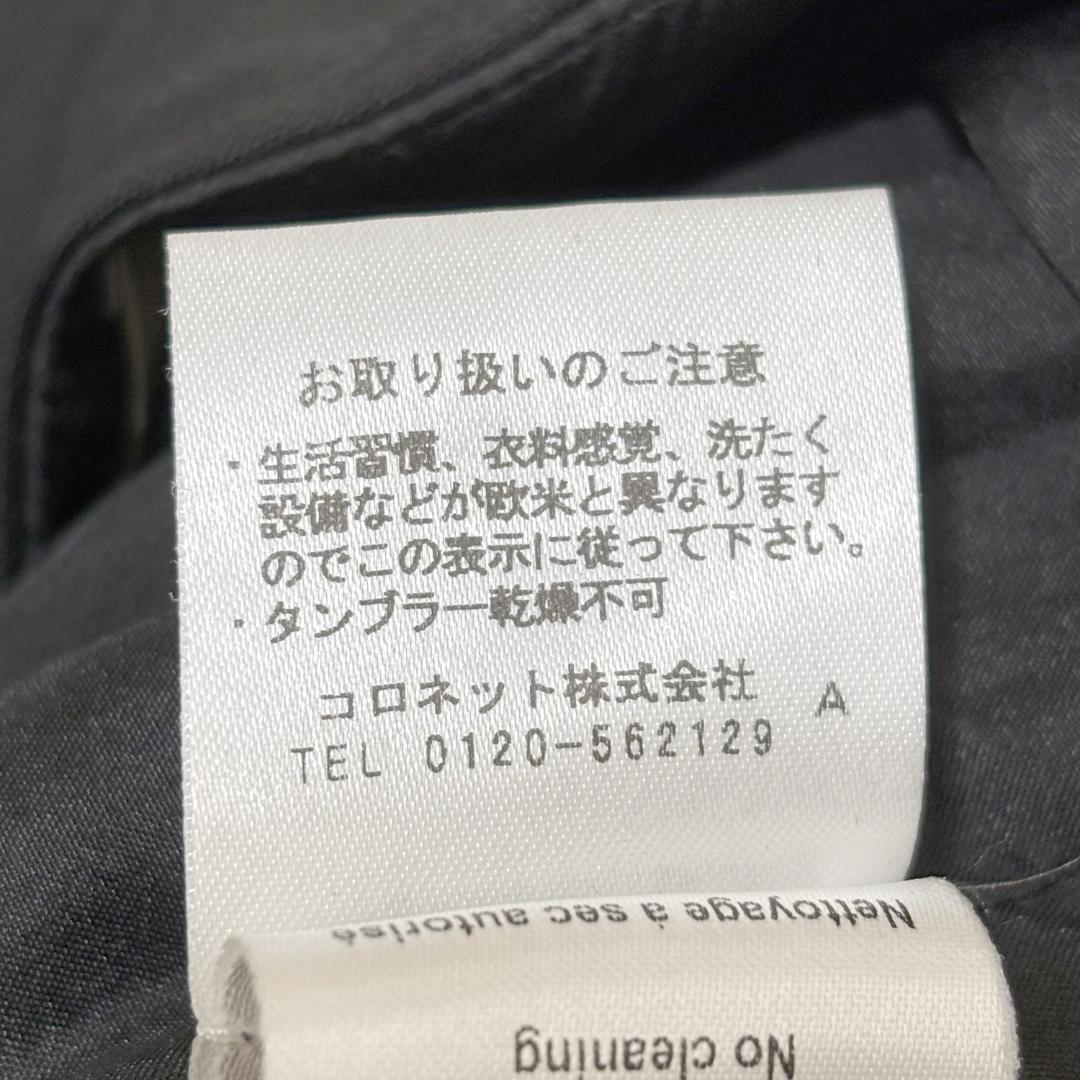 お取り扱いのご注意
・生活習慣、衣料感覚、洗たく
設備などが欧米と異なります
のでこの表示に従って下さい。
・タンブラー乾燥不可
コロネット株式会社 A
TEL 0120-562129
Nettoyage à sec autorisé
No cleaning